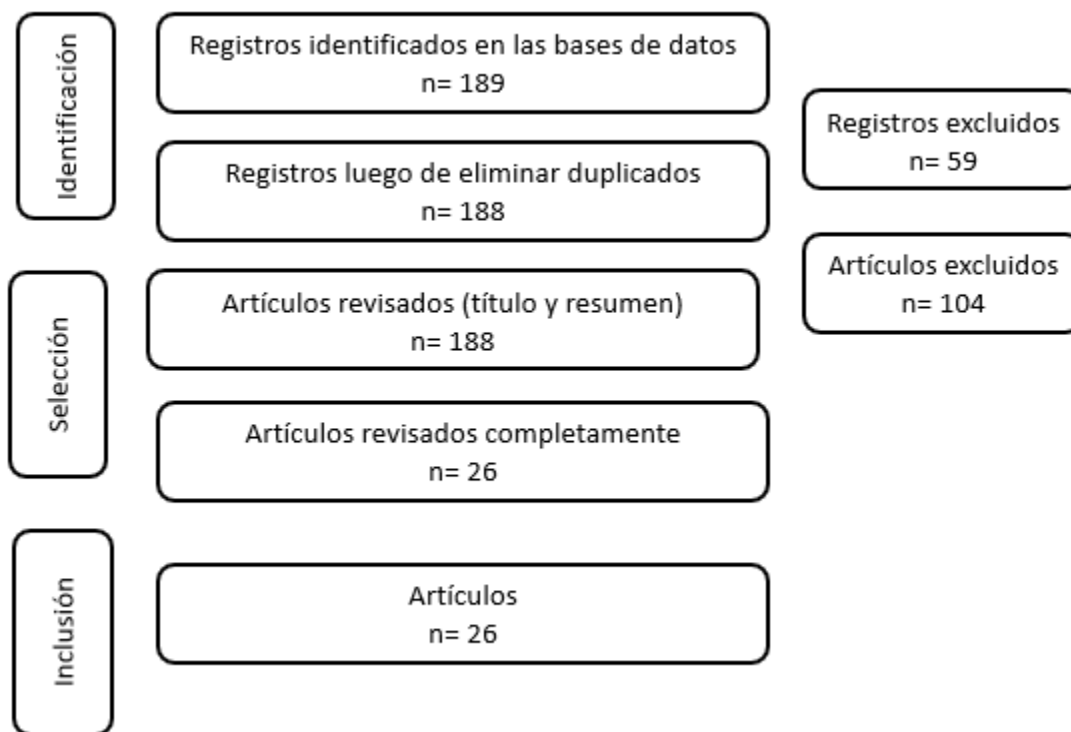 Identificación
Registros identificados en las bases de datos
n= 189
Registros luego de eliminar duplicados
n= 188
Registros excluidos
n= 59
Artículos excluidos
n= 104
Selección
Artículos revisados (título y resumen)
n= 188
Artículos revisados completamente
n= 26
Inclusión
Artículos
n= 26